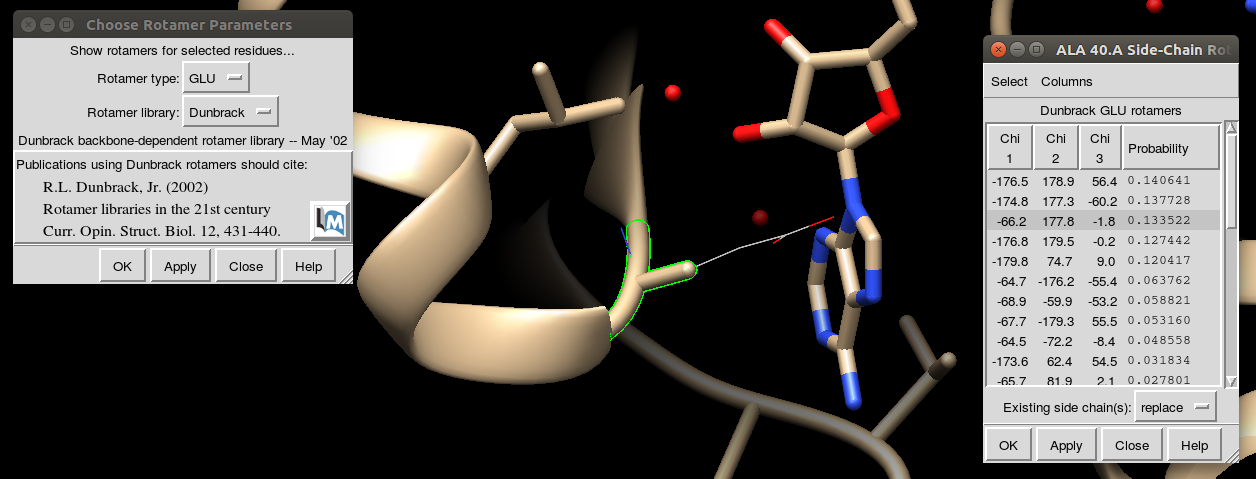 Choose Rotamer Parameters
Show rotamers for selected residues...
Rotamer type: GLU
Rotamer library: Dunbrack
Dunbrack backbone-dependent rotamer library -- May '02
Publications using Dunbrack rotamers should cite:
R.L. Dunbrack, Jr. (2002)
Rotamer libraries in the 21st century
Curr. Opin. Struct. Biol. 12, 431-440.
M
OK Apply Close Help
ALA 40.A Side-Chain Rot
Select Columns
Dunbrack GLU rotamers
Chi 1 Chi 2 Chi 3 Probability
-176.5 178.9 56.4 0.140641
-174.8 177.3 -60.2 0.137728
-66.2 177.8 -1.8 0.133522
-176.8 179.5 -0.2 0.127442
-179.8 74.7 9.0 0.120417
-64.7 -176.2 -55.4 0.063762
-68.9 -59.9 -53.2 0.058821
-67.7 -179.3 55.5 0.053160
-64.5 -72.2 -8.4 0.048558
-173.6 62.4 54.5 0.031834
-65.7 81.9 2.1 0.027801
Existing side chain(s): replace
OK Apply Close Help